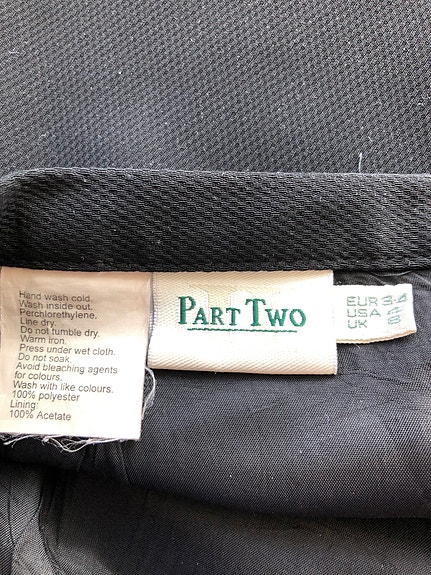 Hand wash cold.
Wash inside out.
Perchlorethylene.
Line dry.
Do not tumble dry.
Warm iron.
Press under wet cloth.
Do not soak.
Avoid bleaching agents
for colours.
Wash with like colours.
100% polyester
Lining:
100% Acetate
PART TWO
EUR 34
USA 4
UK